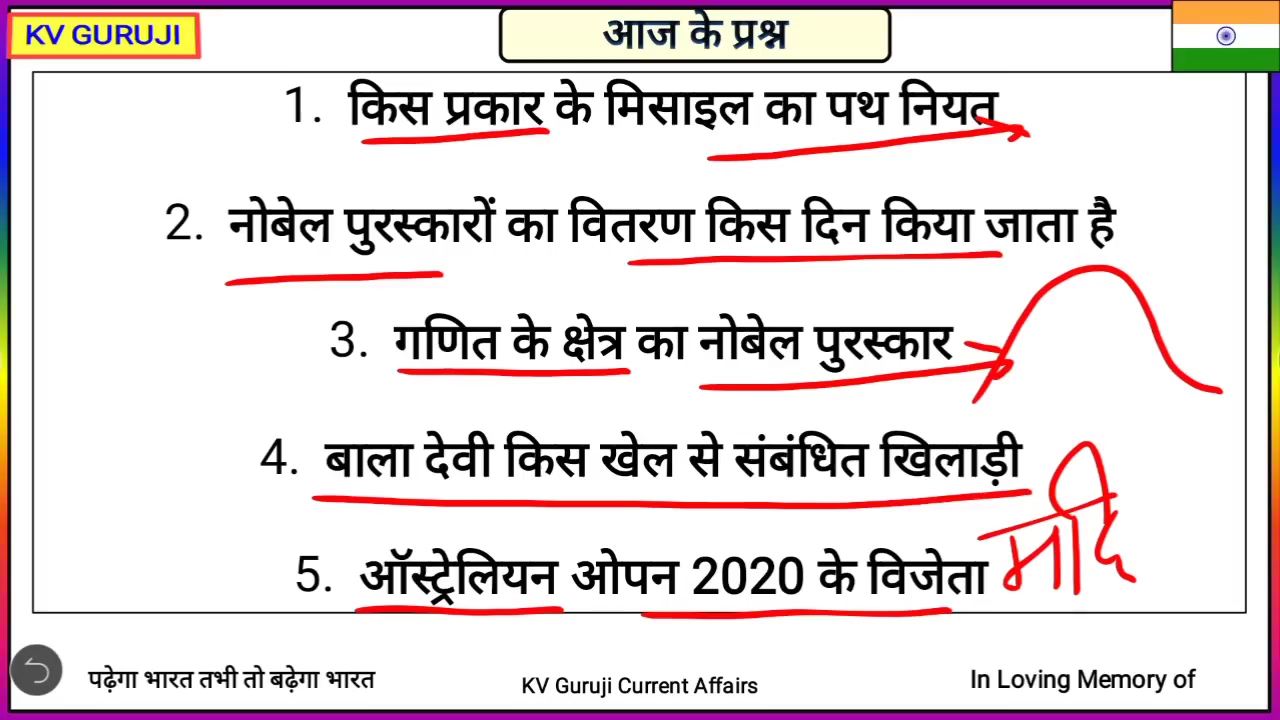 KV GURUJI
आज के प्रश्न
1. किस प्रकार के मिसाइल का पथ नियत
2. नोबेल पुरस्कारों का वितरण किस दिन किया जाता है
3. गणित के क्षेत्र का नोबेल पुरस्कार
4. बाला देवी किस खेल से संबंधित खिलाड़ी
5. ऑस्ट्रेलियन ओपन 2020 के विजेता
पढ़ेगा भारत तभी तो बढ़ेगा भारत
KV Guruji Current Affairs
In Loving Memory of